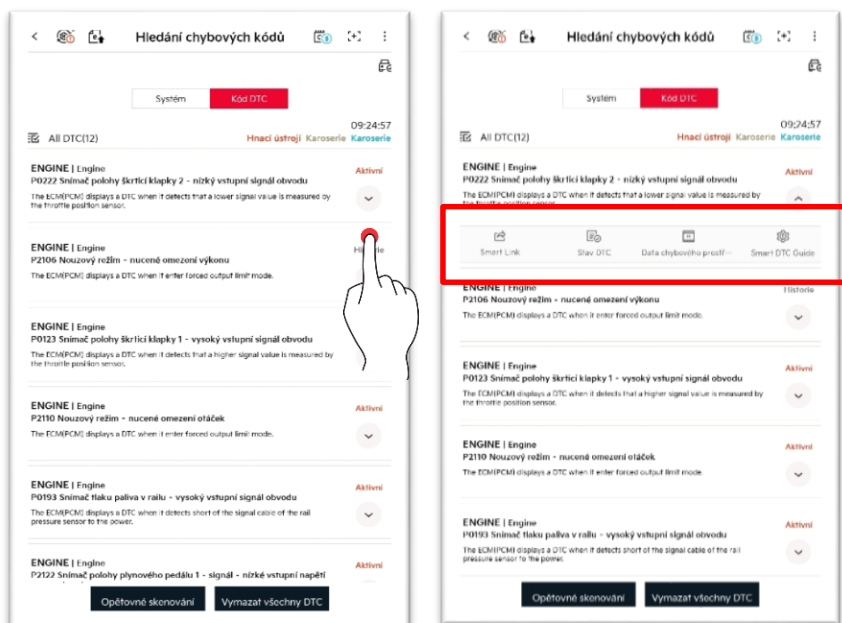 Hledání chybových kódů
Systém
Kód DTC
09:24:57
All DTC(12)
Hnací ústrojí Karoserie Karoserie
ENGINE | Engine
Aktivní
P0222 Snímač polohy škrticí klapky 2 - nízký vstupní signál obvodu
The ECM(PCM) displays a DTC when it detects that a lower signal value is measured by
the throttle position sensor.
ENGINE | Engine
P2106 Nouzový režim - nucené omezení výkonu
The ECM(PCM) displays a DTC when it enter forced output limit mode.
ENGINE | Engine
P0123 Snímač polohy škrticí klapky 1 - vysoký vstupní signál obvodu
The ECM(PCM) displays a DTC when it detects that a higher signal value is measured by
the throttle position sensor.
ENGINE | Engine
Aktivní
P2110 Nouzový režim - nucené omezení otáček
The ECM(PCM) displays a DTC when it enter forced output limit mode.
ENGINE | Engine
Aktivní
P0193 Snímač tlaku paliva v railu - vysoký vstupní signál obvodu
The ECM(PCM) displays a DTC when it detects short of the signal cable of the rail
pressure sensor to the power.
ENGINE | Engine
Aktivní
P2122 Snímač polohy plynového pedálu 1 - signál - nízké vstupní napětí
Opětovné skenování
Vymazat všechny DTC
Hledání chybových kódů
Systém
Kód DTC
09:24:57
All DTC(12)
Hnací ústrojí Karoserie Karoserie
ENGINE | Engine
Aktivní
P0222 Snímač polohy škrticí klapky 2 - nízký vstupní signál obvodu
The ECM(PCM) displays a DTC when it detects that a lower signal value is measured by
the throttle position sensor.
Smart Link
Stav DTC
Data chybového prostř...
Smart DTC Guide
ENGINE | Engine
Historie
P2106 Nouzový režim - nucené omezení výkonu
The ECM(PCM) displays a DTC when it enter forced output limit mode.
ENGINE | Engine
Aktivní
P0123 Snímač polohy škrticí klapky 1 - vysoký vstupní signál obvodu
The ECM(PCM) displays a DTC when it detects that a higher signal value is measured by
the throttle position sensor.
ENGINE | Engine
Aktivní
P2110 Nouzový režim - nucené omezení otáček
The ECM(PCM) displays a DTC when it enter forced output limit mode.
ENGINE | Engine
Aktivní
P0193 Snímač tlaku paliva v railu - vysoký vstupní signál obvodu
The ECM(PCM) displays a DTC when it detects short of the signal cable of the rail
pressure sensor to the power.
Opětovné skenování
Vymazat všechny DTC